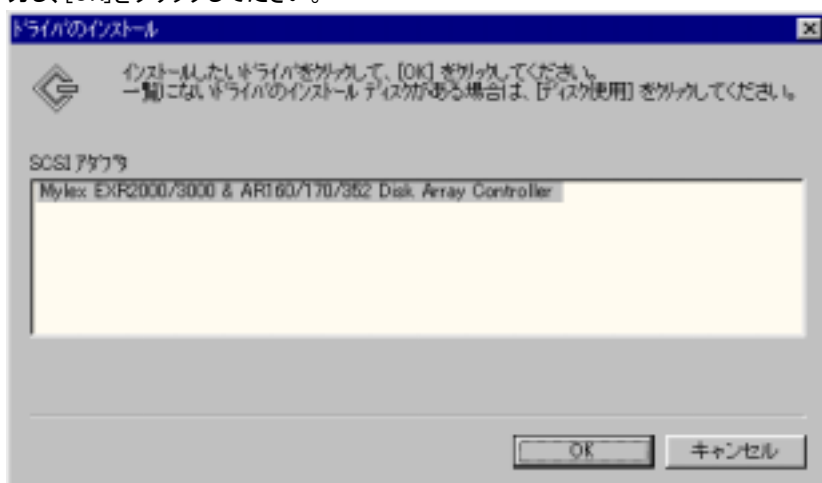 ドライバのインストール
インストールしたいドライバをクリックして、[OK] をクリックしてください。
一覧にないドライバのインストール ディスクがある場合は、[ディスク使用] をクリックしてください。
SCSI アダプタ
Mylex EXR2000/3000 & AR160/170/352 Disk Array Controller
OK
キャンセル